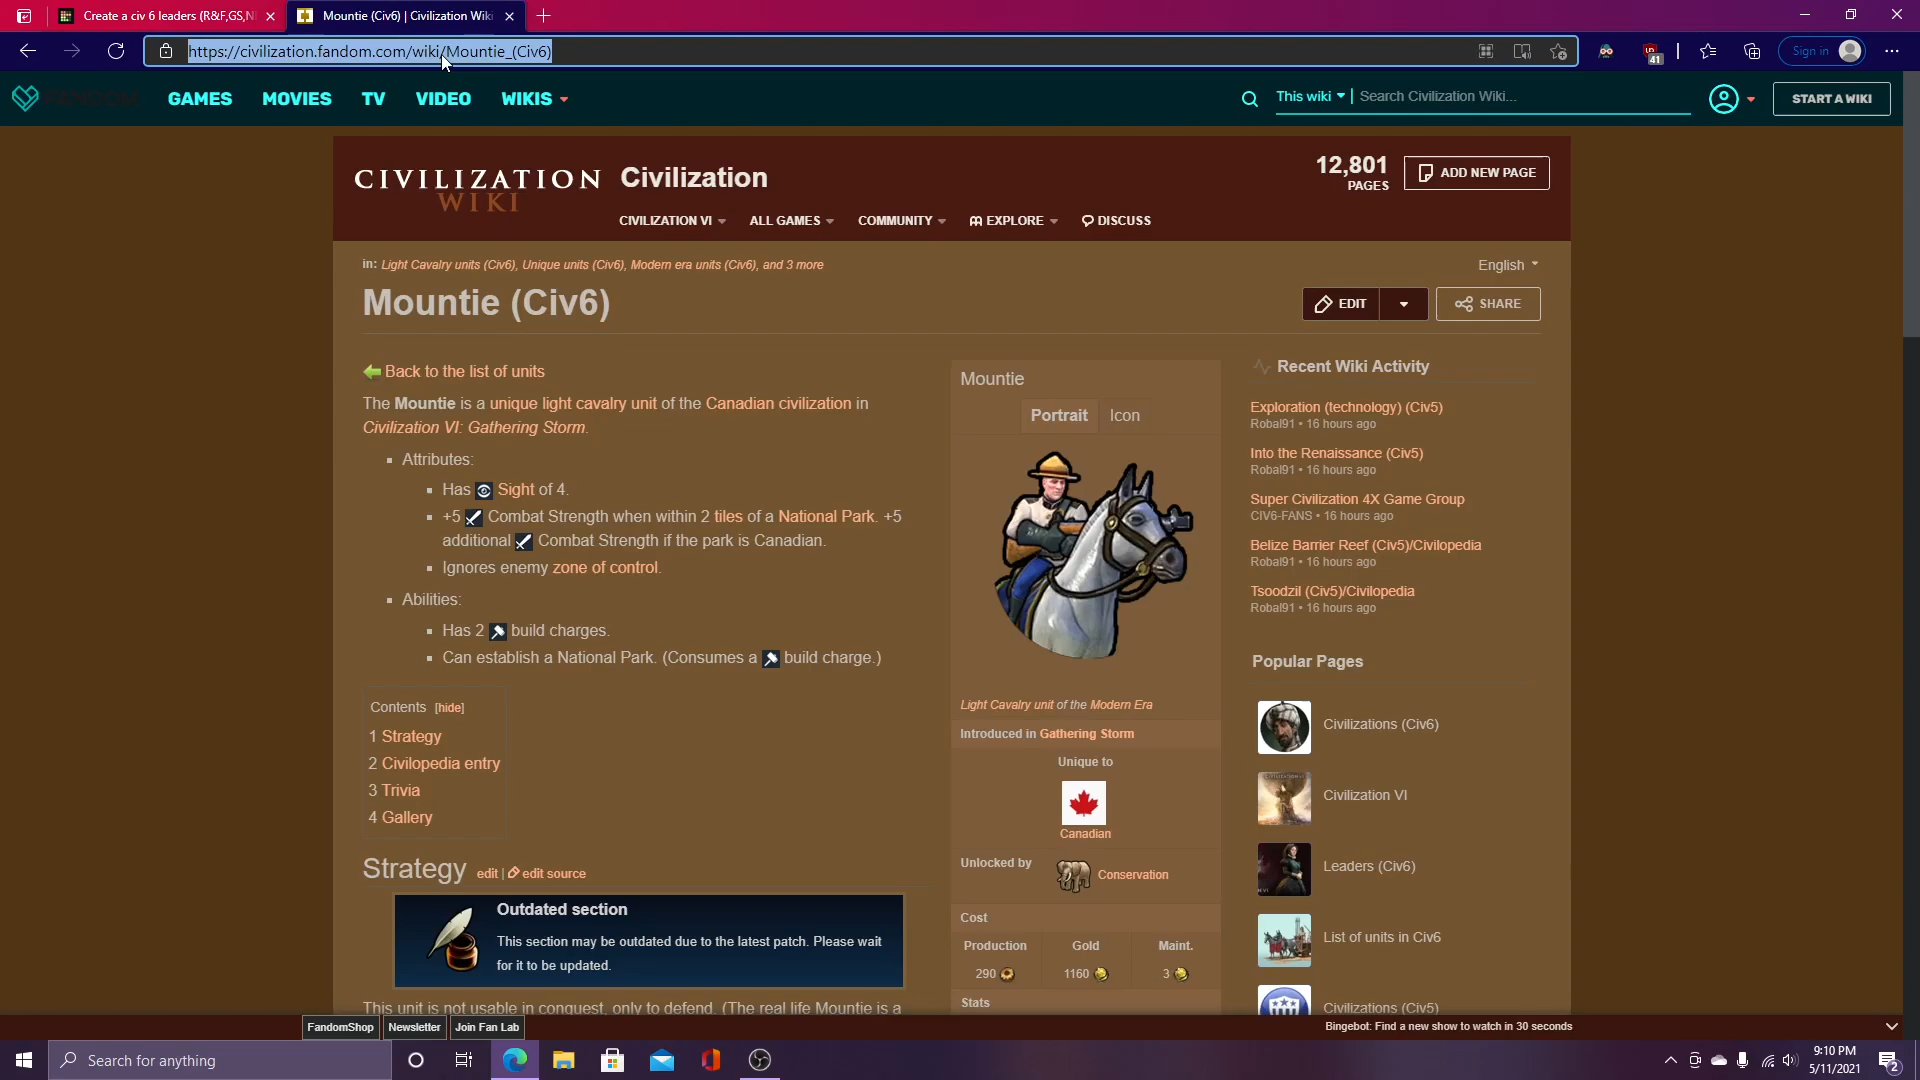 Create a civ 6 leaders (R&F,GS,N
Mountie (Civ6) | Civilization Wiki
https://civilization.fandom.com/wiki/Mountie_(Civ6)
41
Sign in
GAMES MOVIES TV VIDEO WIKIS
This wiki
Search Civilization Wiki...
START A WIKI
CIVILIZATION
WIKI
Civilization
12,801
PAGES
ADD NEW PAGE
CIVILIZATION VI ALL GAMES COMMUNITY EXPLORE DISCUSS
in: Light Cavalry units (Civ6), Unique units (Civ6), Modern era units (Civ6), and 3 more
English
Mountie (Civ6)
EDIT
SHARE
Back to the list of units
The Mountie is a unique light cavalry unit of the Canadian civilization in
Civilization VI: Gathering Storm.
Attributes:
Has Sight of 4.
+5 Combat Strength when within 2 tiles of a National Park. +5
additional Combat Strength if the park is Canadian.
Ignores enemy zone of control.
Abilities:
Has 2 build charges.
Can establish a National Park. (Consumes a build charge.)
Contents [hide]
1 Strategy
2 Civilopedia entry
3 Trivia
4 Gallery
Strategy edit | edit source
Outdated section
This section may be outdated due to the latest patch. Please wait
for it to be updated.
This unit is not usable in conquest, only to defend. (The real life Mountie is a
Mountie
Portrait Icon
Light Cavalry unit of the Modern Era
Introduced in Gathering Storm
Unique to
Canadian
Unlocked by Conservation
Cost
Production Gold Maint.
290 1160 3
Stats
Recent Wiki Activity
Exploration (technology) (Civ5)
Robal91 • 16 hours ago
Into the Renaissance (Civ5)
Robal91 • 16 hours ago
Super Civilization 4X Game Group
CIV6-FANS • 16 hours ago
Belize Barrier Reef (Civ5)/Civilopedia
Robal91 • 16 hours ago
Tsoodzil (Civ5)/Civilopedia
Robal91 • 16 hours ago
Popular Pages
Civilizations (Civ6)
Civilization VI
Leaders (Civ6)
List of units in Civ6
Civilizations (Civ5)
FandomShop Newsletter Join Fan Lab
Bingebot: Find a new show to watch in 30 seconds
Search for anything
9:10 PM
5/11/2021
2